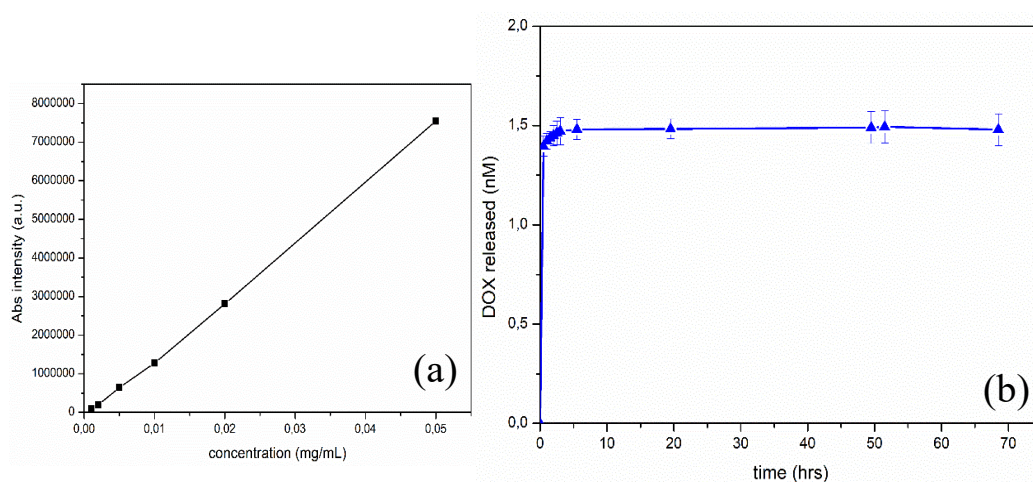 8000000
7000000
6000000
5000000
4000000
3000000
2000000
1000000
0
0,00 0,01 0,02 0,03 0,04 0,05
Abs intensity (a.u.)
concentration (mg/mL)
(a)
2,0
1,5
1,0
0,5
0,0
0 10 20 30 40 50 60 70
DOX released (nM)
time (hrs)
(b)